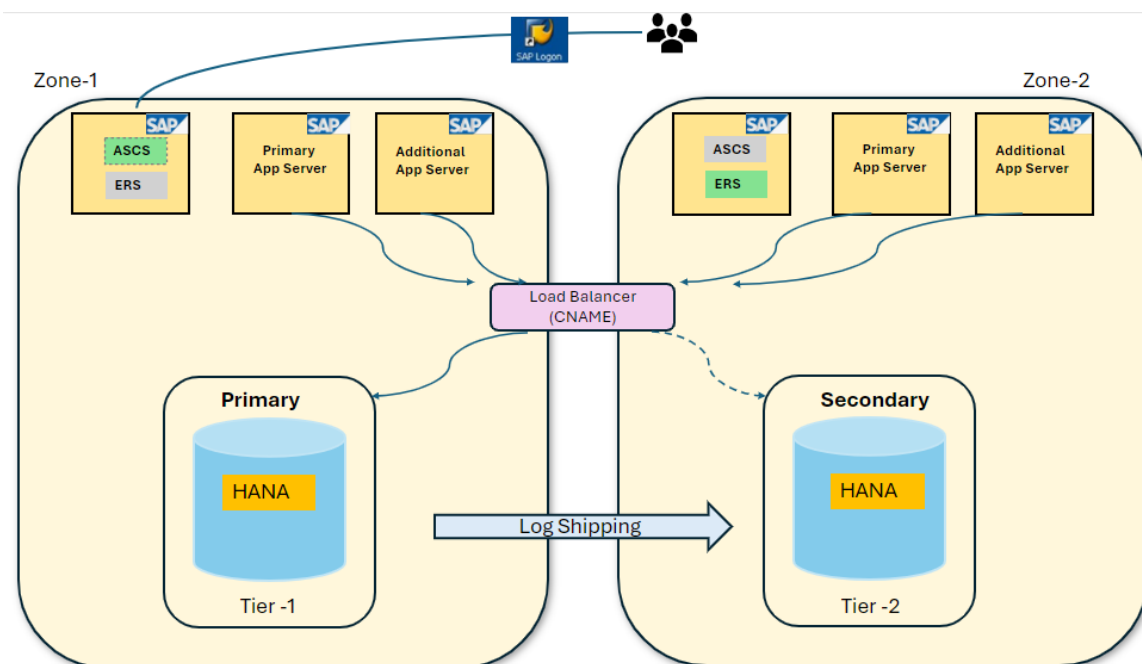 SAP Logon
Zone-1
Zone-2
SAP
ASCS
ERS
SAP
Primary
App Server
SAP
Additional
App Server
SAP
ASCS
ERS
SAP
Primary
App Server
SAP
Additional
App Server
Load Balancer
(CNAME)
Primary
HANA
Tier -1
Log Shipping
Secondary
HANA
Tier -2